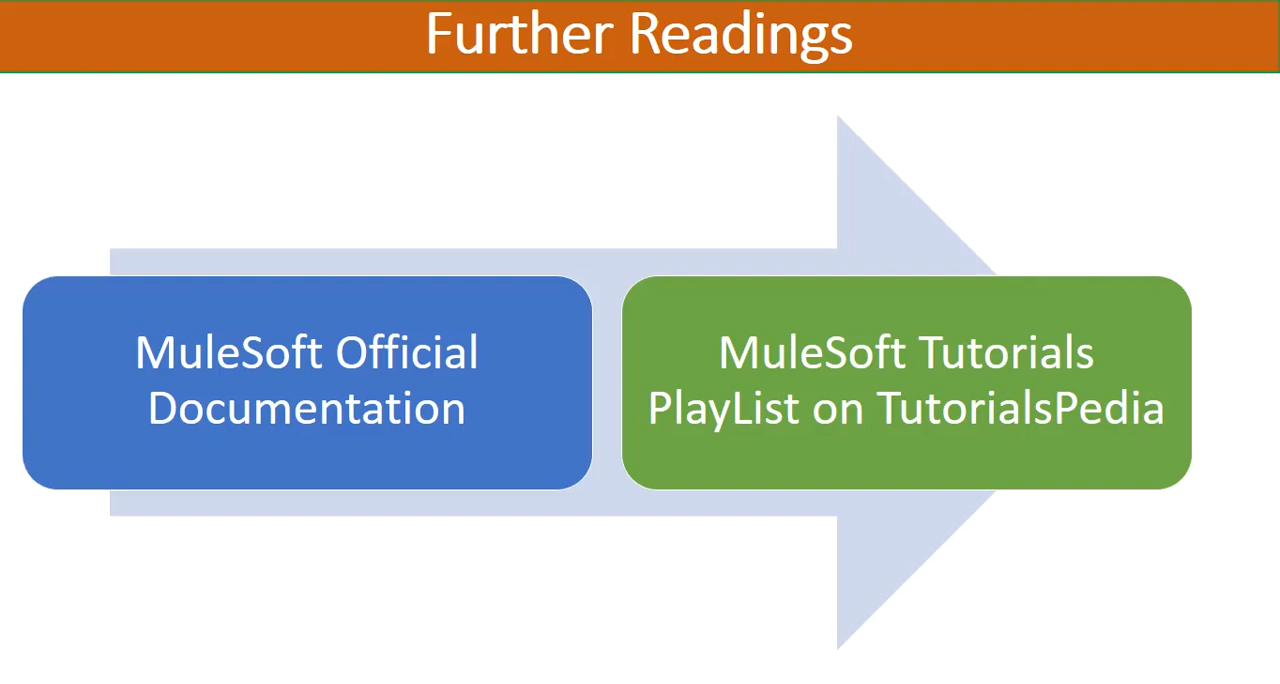 Further Readings
MuleSoft Official
Documentation
MuleSoft Tutorials
PlayList on TutorialsPedia